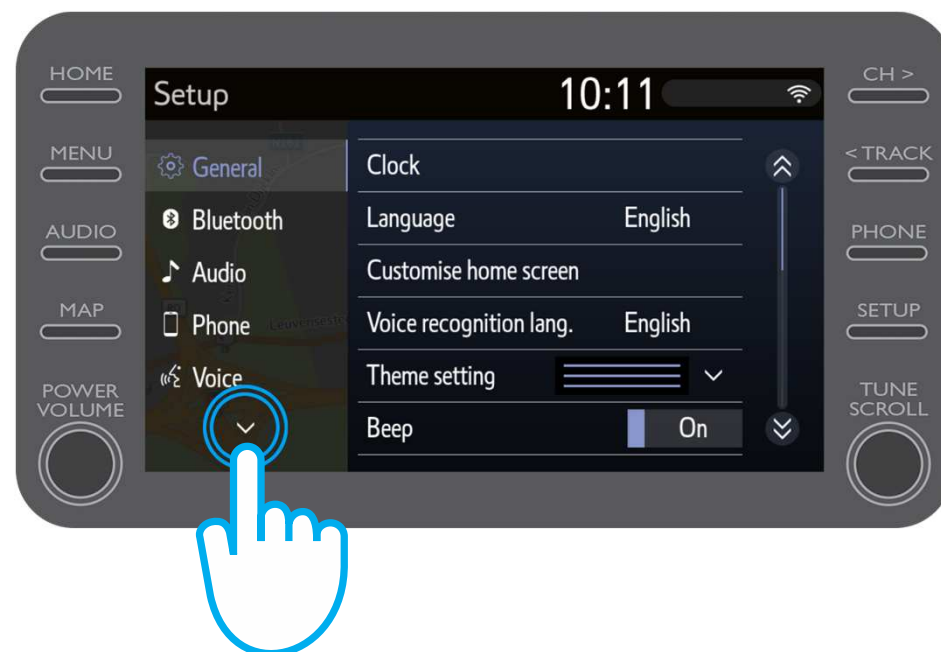 HOME
MENU
AUDIO
MAP
POWER
VOLUME
Setup 10:11
General
Bluetooth
Audio
Phone
Voice
Clock
Language English
Customise home screen
Voice recognition lang. English
Theme setting
Beep On
CH >
< TRACK
PHONE
SETUP
TUNE
SCROLL